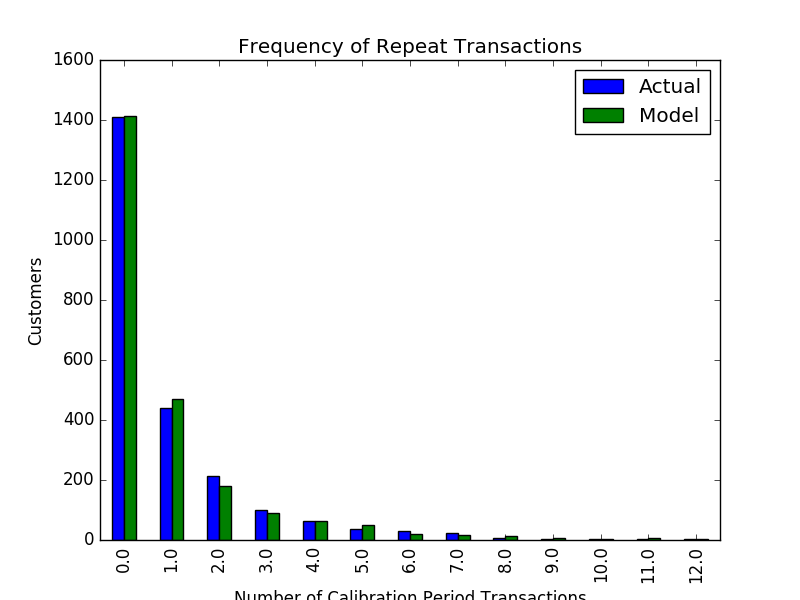 Frequency of Repeat Transactions
1600
1400
1200
1000
800
600
400
200
0
Customers
Actual
Model
0.0 1.0 2.0 3.0 4.0 5.0 6.0 7.0 8.0 9.0 10.0 11.0 12.0
Number of Calibration Period Transactions